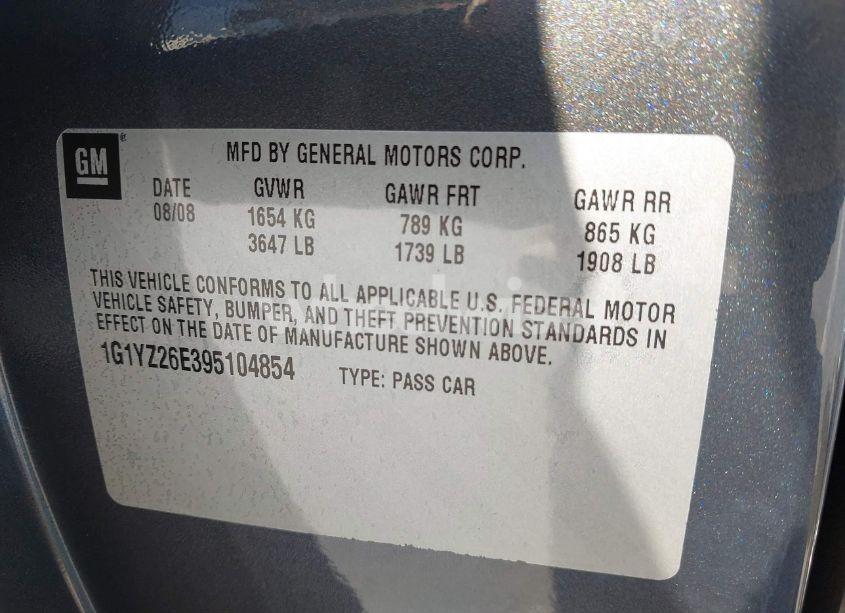 GM
MFD BY GENERAL MOTORS CORP.
DATE GVWR GAWR FRT GAWR RR
08/08 1654 KG 789 KG 865 KG
3647 LB 1739 LB 1908 LB
THIS VEHICLE CONFORMS TO ALL APPLICABLE U.S. FEDERAL MOTOR
VEHICLE SAFETY, BUMPER, AND THEFT PREVENTION STANDARDS IN
EFFECT ON THE DATE OF MANUFACTURE SHOWN ABOVE.
1G1YZ26E395104854 TYPE: PASS CAR